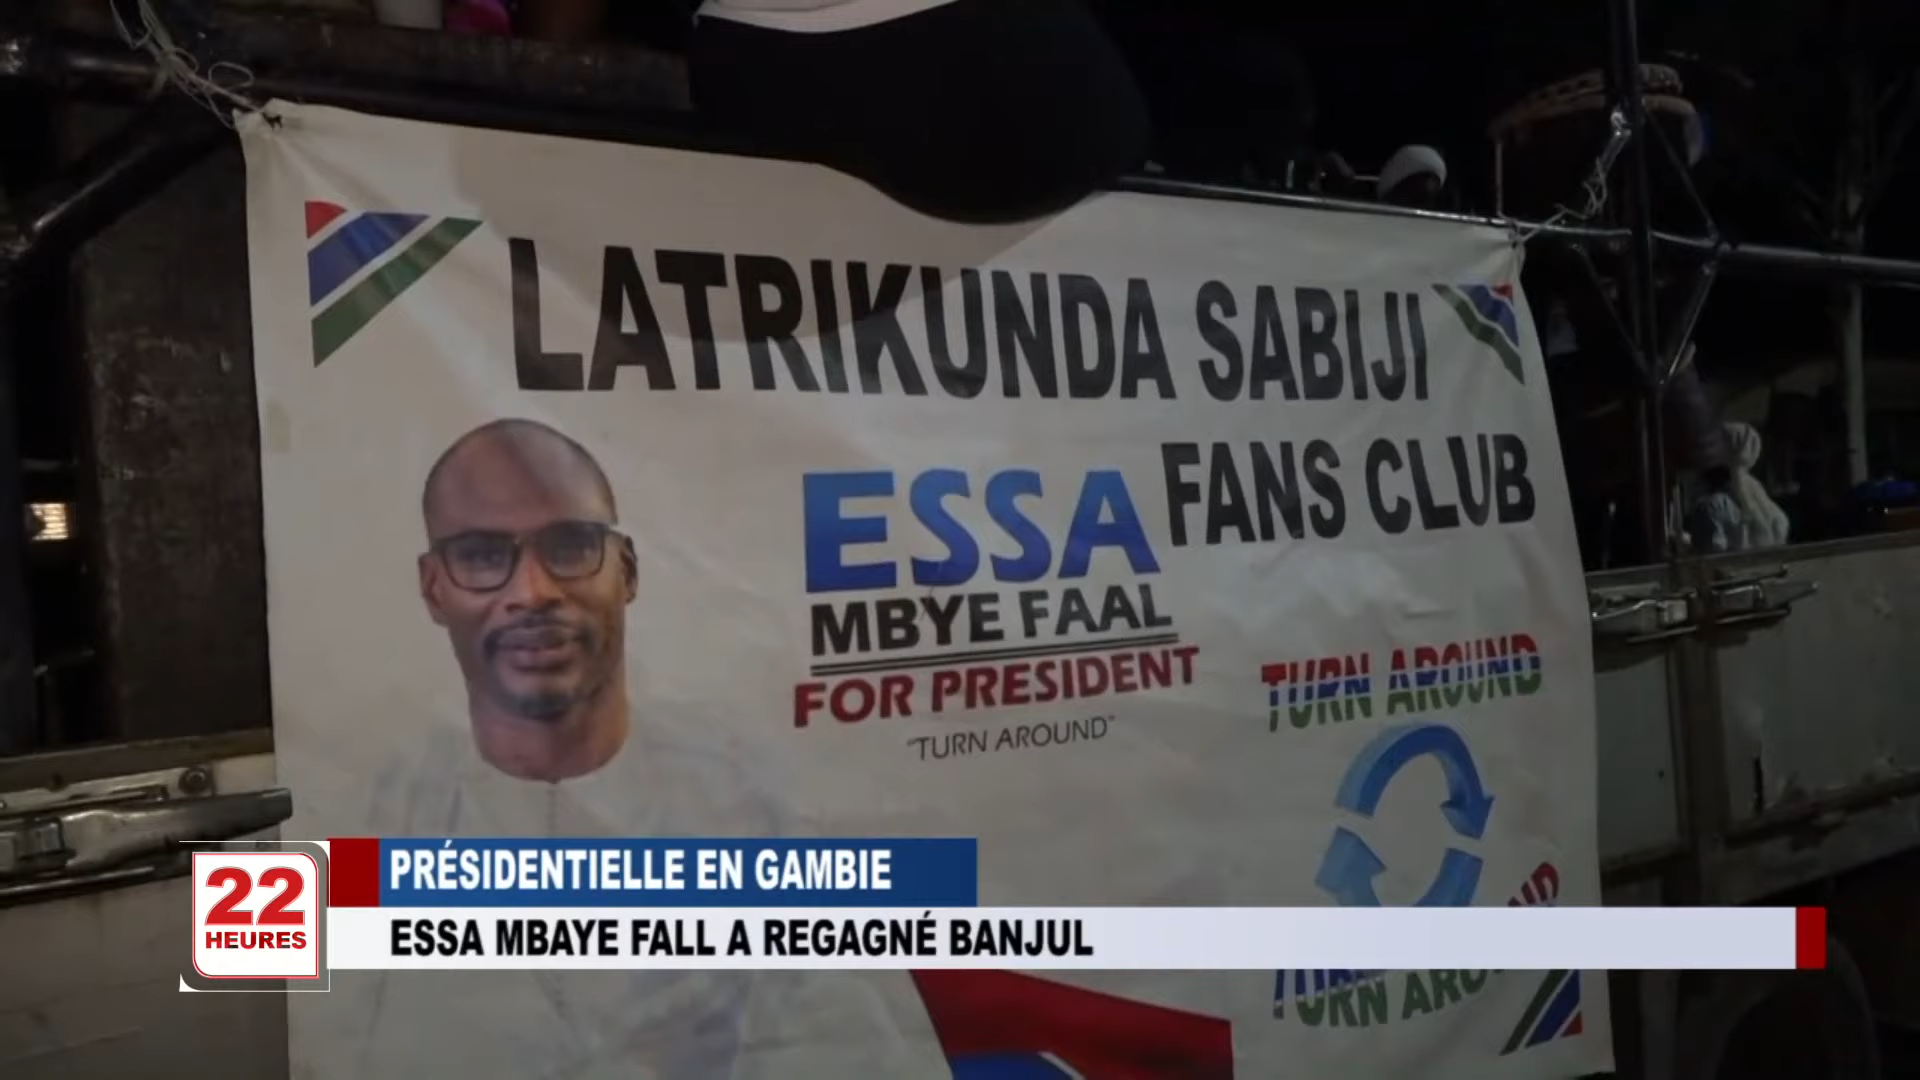 LATRIKUNDA SABIJI
FANS CLUB
ESSA
MBYE FAAL
FOR PRESIDENT
"TURN AROUND"
TURN AROUND
TURN AROUND
22
HEURES
PRÉSIDENTIELLE EN GAMBIE
ESSA MBAYE FALL A REGAGNÉ BANJUL